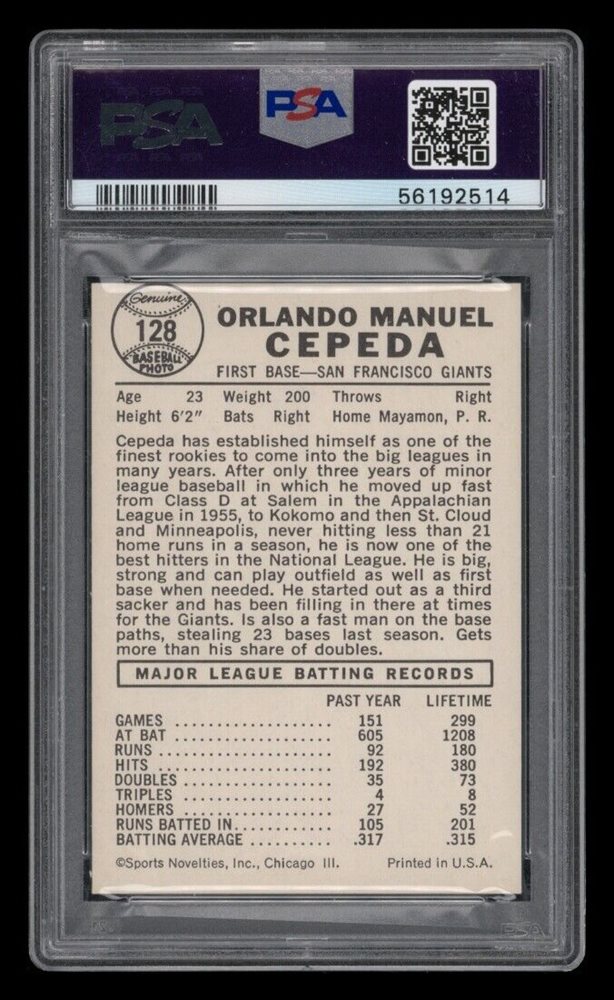 PSA
PSA
56192514
Genuine
128
BASEBALL
PHOTO
ORLANDO MANUEL
CEPEDA
FIRST BASE—SAN FRANCISCO GIANTS
Age 23 Weight 200 Throws Right
Height 6'2" Bats Right Home Mayamon, P. R.
Cepeda has established himself as one of the
finest rookies to come into the big leagues in
many years. After only three years of minor
league baseball in which he moved up fast
from Class D at Salem in the Appalachian
League in 1955, to Kokomo and then St. Cloud
and Minneapolis, never hitting less than 21
home runs in a season, he is now one of the
best hitters in the National League. He is big,
strong and can play outfield as well as first
base when needed. He started out as a third
sacker and has been filling in there at times
for the Giants. Is also a fast man on the base
paths, stealing 23 bases last season. Gets
more than his share of doubles.
MAJOR LEAGUE BATTING RECORDS
PAST YEAR LIFETIME
GAMES .................... 151 299
AT BAT .................... 605 1208
RUNS .................... 92 180
HITS .................... 192 380
DOUBLES .................... 35 73
TRIPLES .................... 4 8
HOMERS .................... 27 52
RUNS BATTED IN............ 105 201
BATTING AVERAGE .......... .317 .315
©Sports Novelties, Inc., Chicago Ill. Printed in U.S.A.
PSA